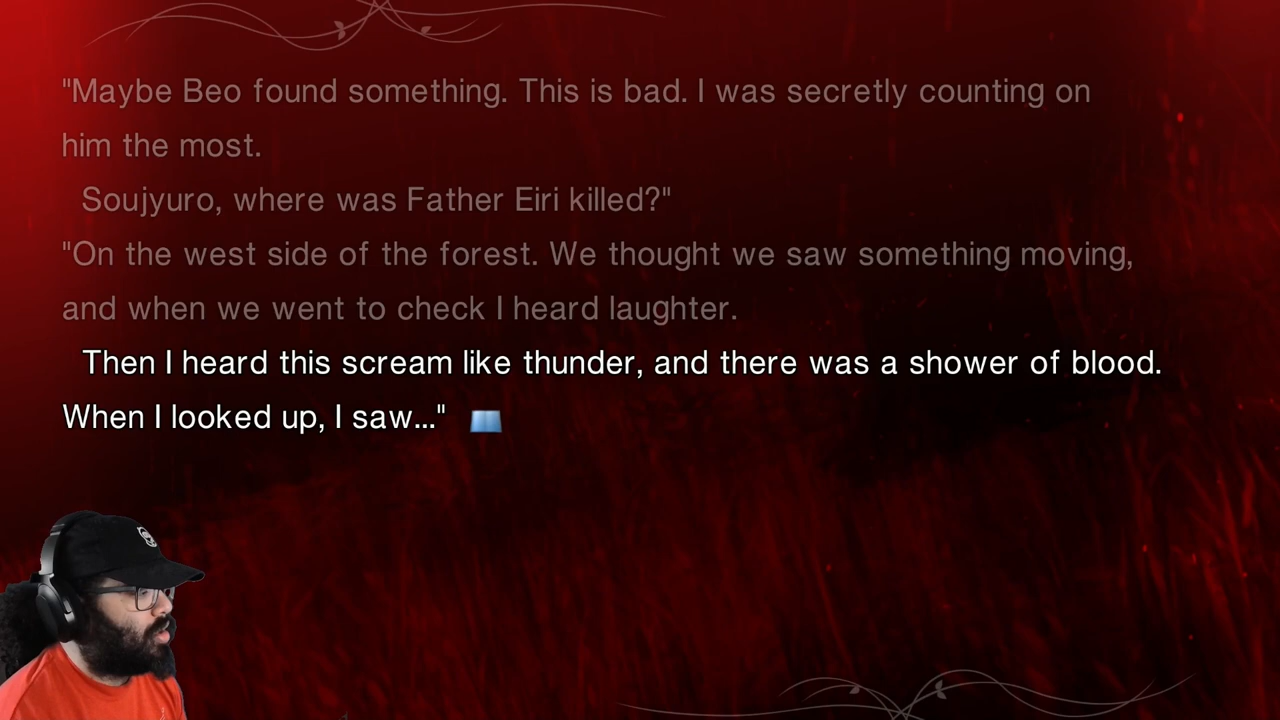 "Maybe Beo found something. This is bad. I was secretly counting on
him the most.
Soujyuro, where was Father Eiri killed?"
"On the west side of the forest. We thought we saw something moving,
and when we went to check I heard laughter.
Then I heard this scream like thunder, and there was a shower of blood.
When I looked up, I saw..."